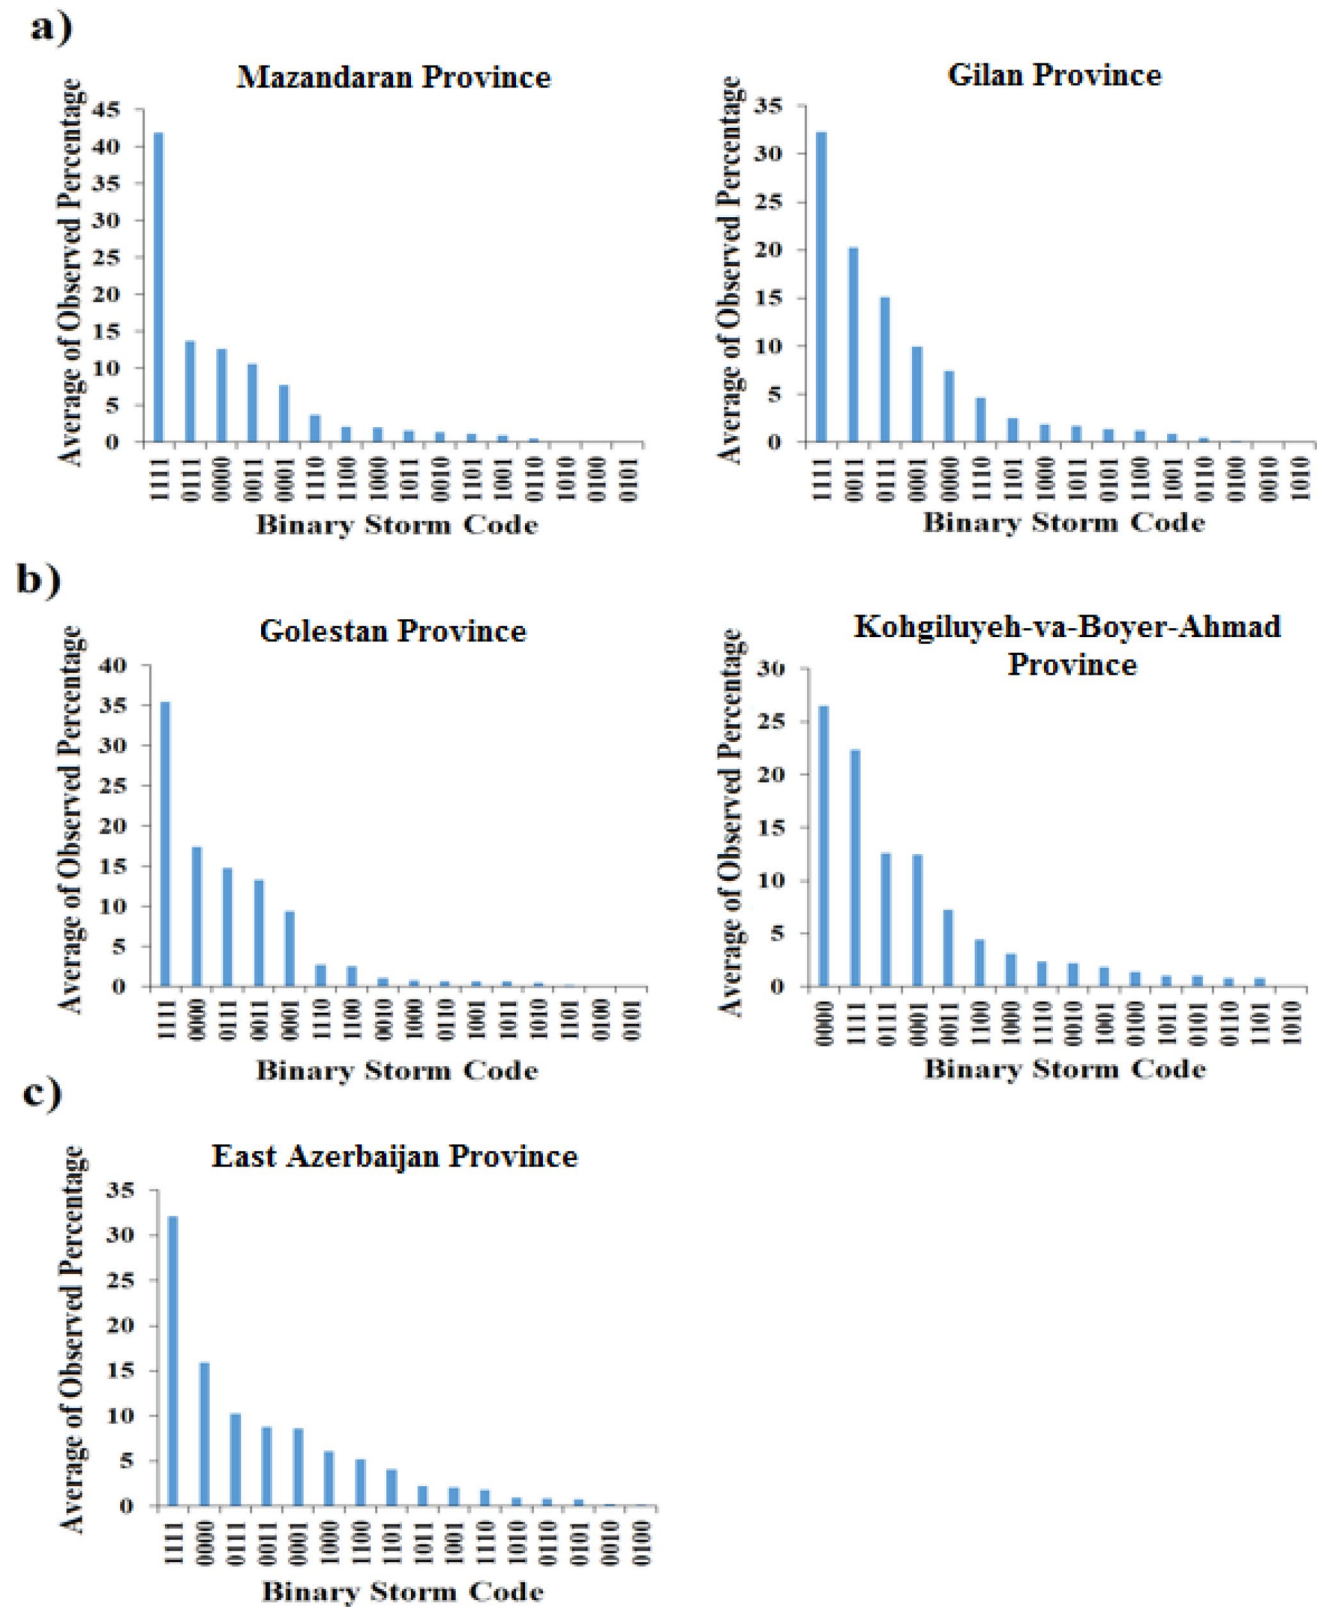 a)
Mazandaran Province
Average of Observed Percentage
45
40
35
30
25
20
15
10
5
0
1111 0111 0000 0011 0001 1110 1100 1000 1011 0010 1101 1001 0110 1010 0100 0101
Binary Storm Code
Gilan Province
Average of Observed Percentage
35
30
25
20
15
10
5
0
1111 0011 0111 0001 0000 1110 1101 1000 1011 0101 1100 1001 0110 0100 0010 1010
Binary Storm Code
b)
Golestan Province
Average of Observed Percentage
40
35
30
25
20
15
10
5
0
1111 0000 0111 0011 0001 1110 1100 0010 1000 0110 1001 1011 1010 1101 0100 0101
Binary Storm Code
Kohgiluyeh-va-Boyer-Ahmad
Province
Average of Observed Percentage
30
25
20
15
10
5
0
0000 1111 0111 0001 0011 1100 1000 1110 0010 1001 0100 1011 0101 0110 1101 1010
Binary Storm Code
c)
East Azerbaijan Province
Average of Observed Percentage
35
30
25
20
15
10
5
0
1111 0000 0111 0011 0001 1000 1100 1101 1011 1001 1110 1010 0110 0101 0010 0100
Binary Storm Code